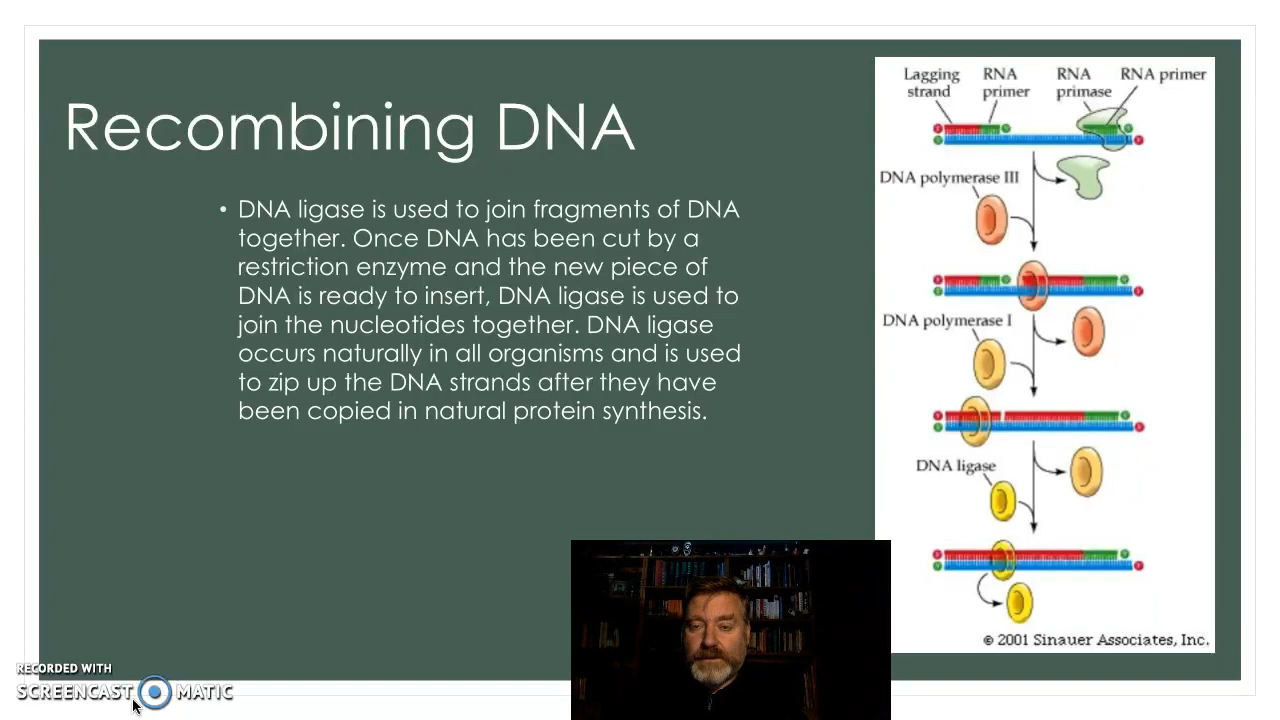 Recombining DNA
• DNA ligase is used to join fragments of DNA
together. Once DNA has been cut by a
restriction enzyme and the new piece of
DNA is ready to insert, DNA ligase is used to
join the nucleotides together. DNA ligase
occurs naturally in all organisms and is used
to zip up the DNA strands after they have
been copied in natural protein synthesis.
Lagging strand
RNA primer
RNA primase
RNA primer
DNA polymerase III
DNA polymerase I
DNA ligase
© 2001 Sinauer Associates, Inc.
RECORDED WITH
SCREENCAST MATIC